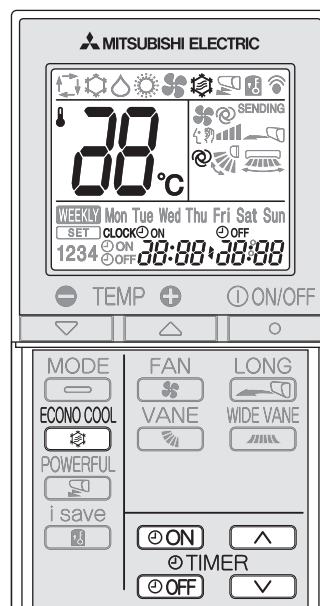 MITSUBISHI ELECTRIC
SENDING
88°C
WEEKLY Mon Tue Wed Thu Fri Sat Sun
SET CLOCK ON OFF
1234 ON OFF 88:88 88:88
TEMP ON/OFF
MODE FAN LONG
ECONO COOL VANE WIDE VANE
POWERFUL
i save
ON
TIMER
OFF